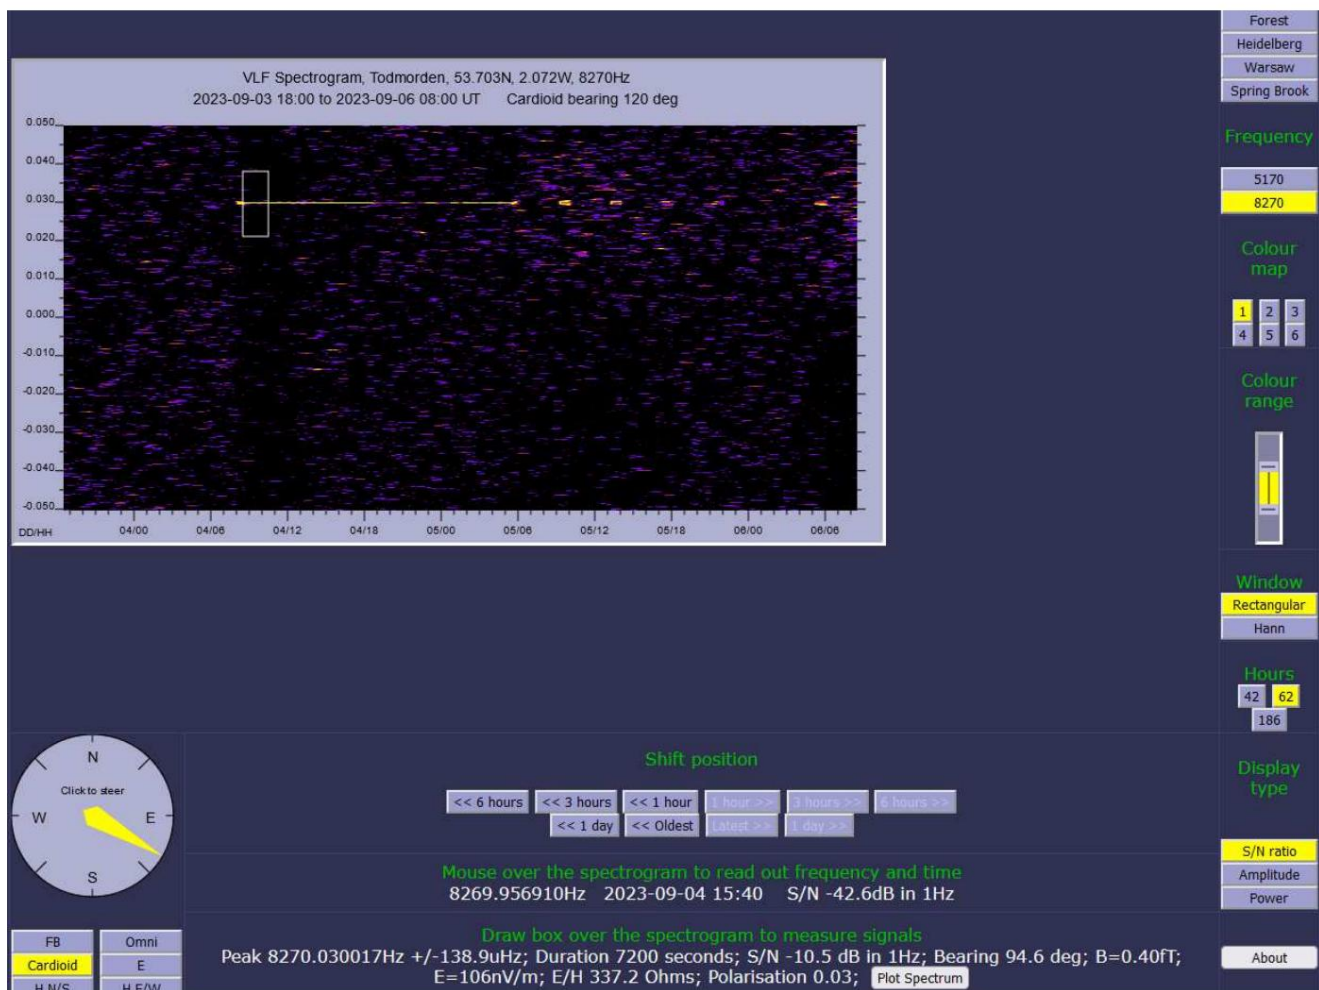 VLF Spectrogram, Todmorden, 53.703N, 2.072W, 8270Hz
2023-09-03 18:00 to 2023-09-06 08:00 UT Cardioid bearing 120 deg
0.050
0.040
0.030
0.020
0.010
0.000
-0.010
-0.020
-0.030
-0.040
-0.050
DD/HH 04/00 04/06 04/12 04/18 05/00 05/06 05/12 05/18 06/00 06/06
Forest
Heidelberg
Warsaw
Spring Brook
Frequency
5170
8270
Colour
map
1 2 3
4 5 6
Colour
range
Window
Rectangular
Hann
Hours
42 62
186
Display
type
S/N ratio
Amplitude
Power
About
N
Click to steer
W E
S
FB Omni
Cardioid E
H N/S H E/W
Shift position
<< 6 hours << 3 hours << 1 hour 1 hour >> 3 hours >> 6 hours >>
<< 1 day << Oldest Latest >> 1 day >>
Mouse over the spectrogram to read out frequency and time
8269.956910Hz 2023-09-04 15:40 S/N -42.6dB in 1Hz
Draw box over the spectrogram to measure signals
Peak 8270.030017Hz +/-138.9uHz; Duration 7200 seconds; S/N -10.5 dB in 1Hz; Bearing 94.6 deg; B=0.40fT;
E=106nV/m; E/H 337.2 Ohms; Polarisation 0.03; Plot Spectrum